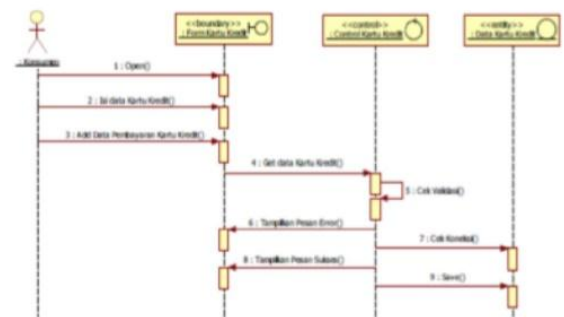 <<boundary>>
: Form Kartu Kredit
<<control>>
: Control Kartu Kredit
<<entity>>
: Data Kartu Kredit
: Konsumen
1 : Open()
2 : Isi data Kartu Kredit()
3 : Add Data Pembayaran Kartu Kredit()
4 : Get data Kartu Kredit()
5 : Cek Validasi()
6 : Tampilkan Pesan Error()
7 : Cek Koneksi()
8 : Tampilkan Pesan Sukses()
9 : Save()